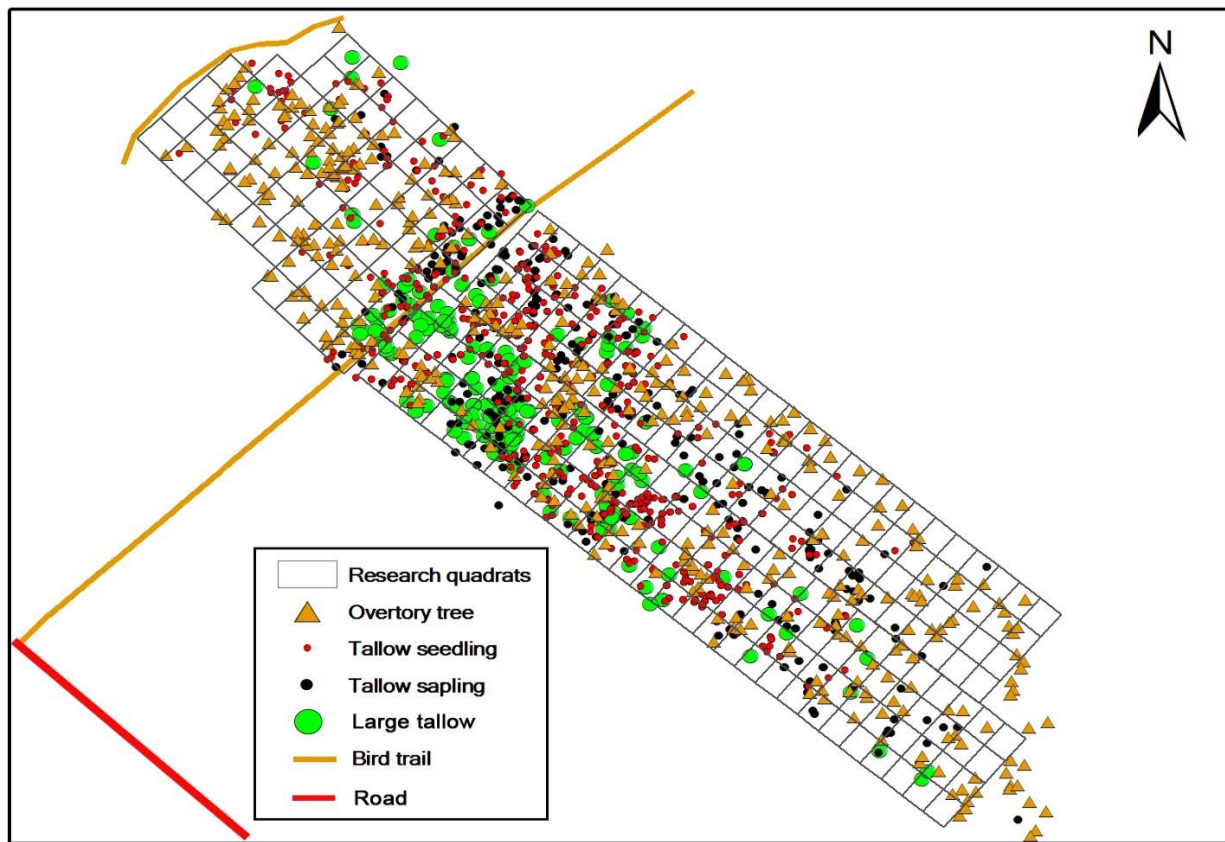 N
Research quadrats
Overtory tree
Tallow seedling
Tallow sapling
Large tallow
Bird trail
Road